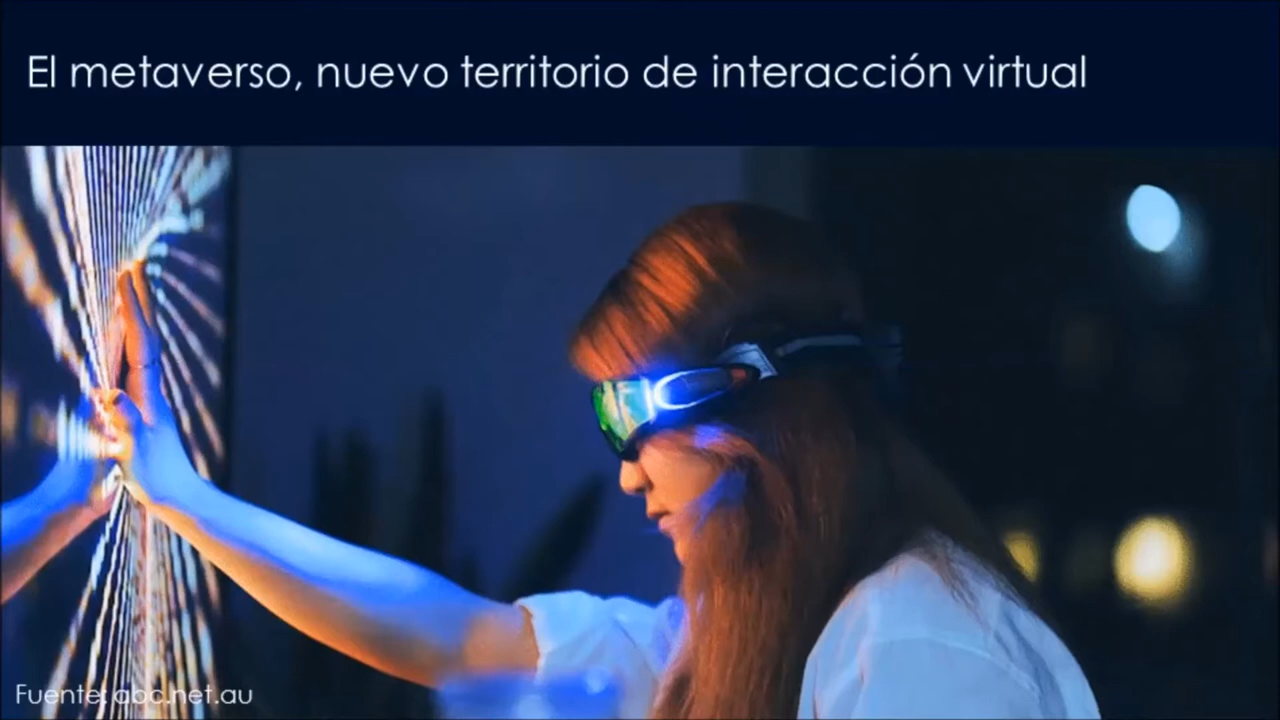 El metaverso, nuevo territorio de interacción virtual
Fuente: abc.net.au